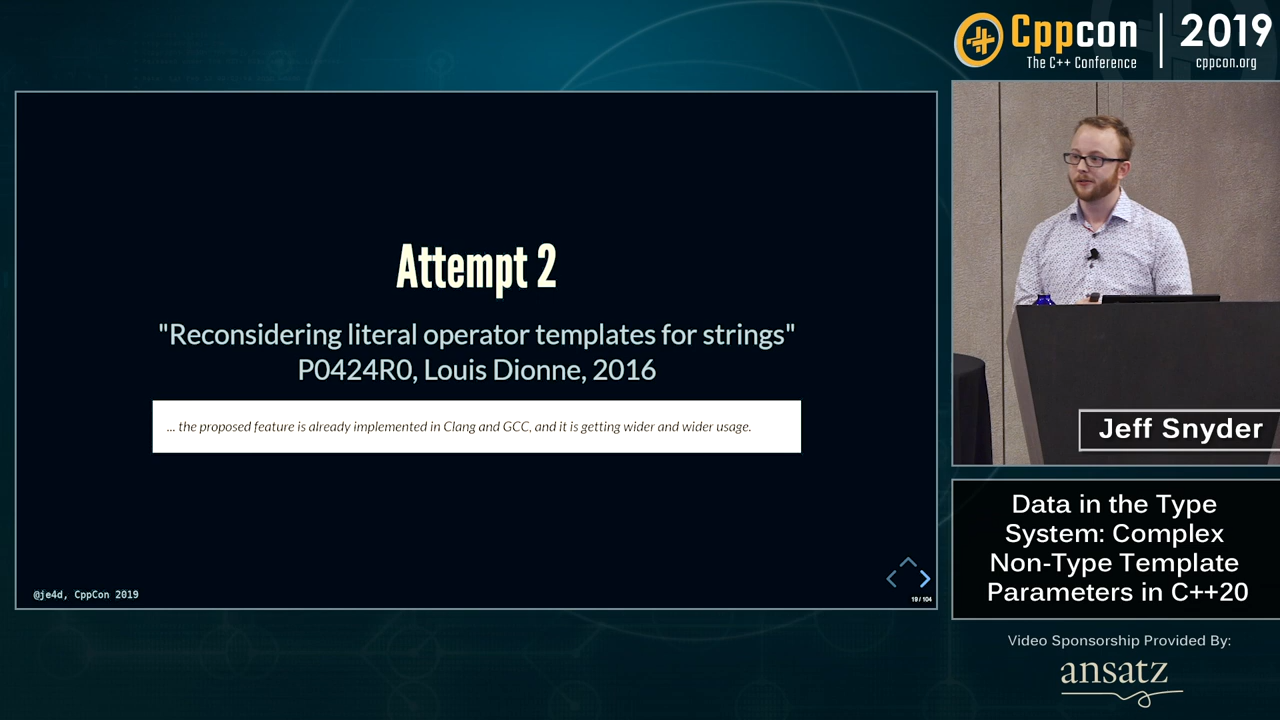 Attempt 2
"Reconsidering literal operator templates for strings"
P0424R0, Louis Dionne, 2016
... the proposed feature is already implemented in Clang and GCC, and it is getting wider and wider usage.
@je4d, CppCon 2019
19 / 104
Cppcon
The C++ Conference
2019
cppcon.org
Jeff Snyder
Data in the Type
System: Complex
Non-Type Template
Parameters in C++20
Video Sponsorship Provided By:
ansatz